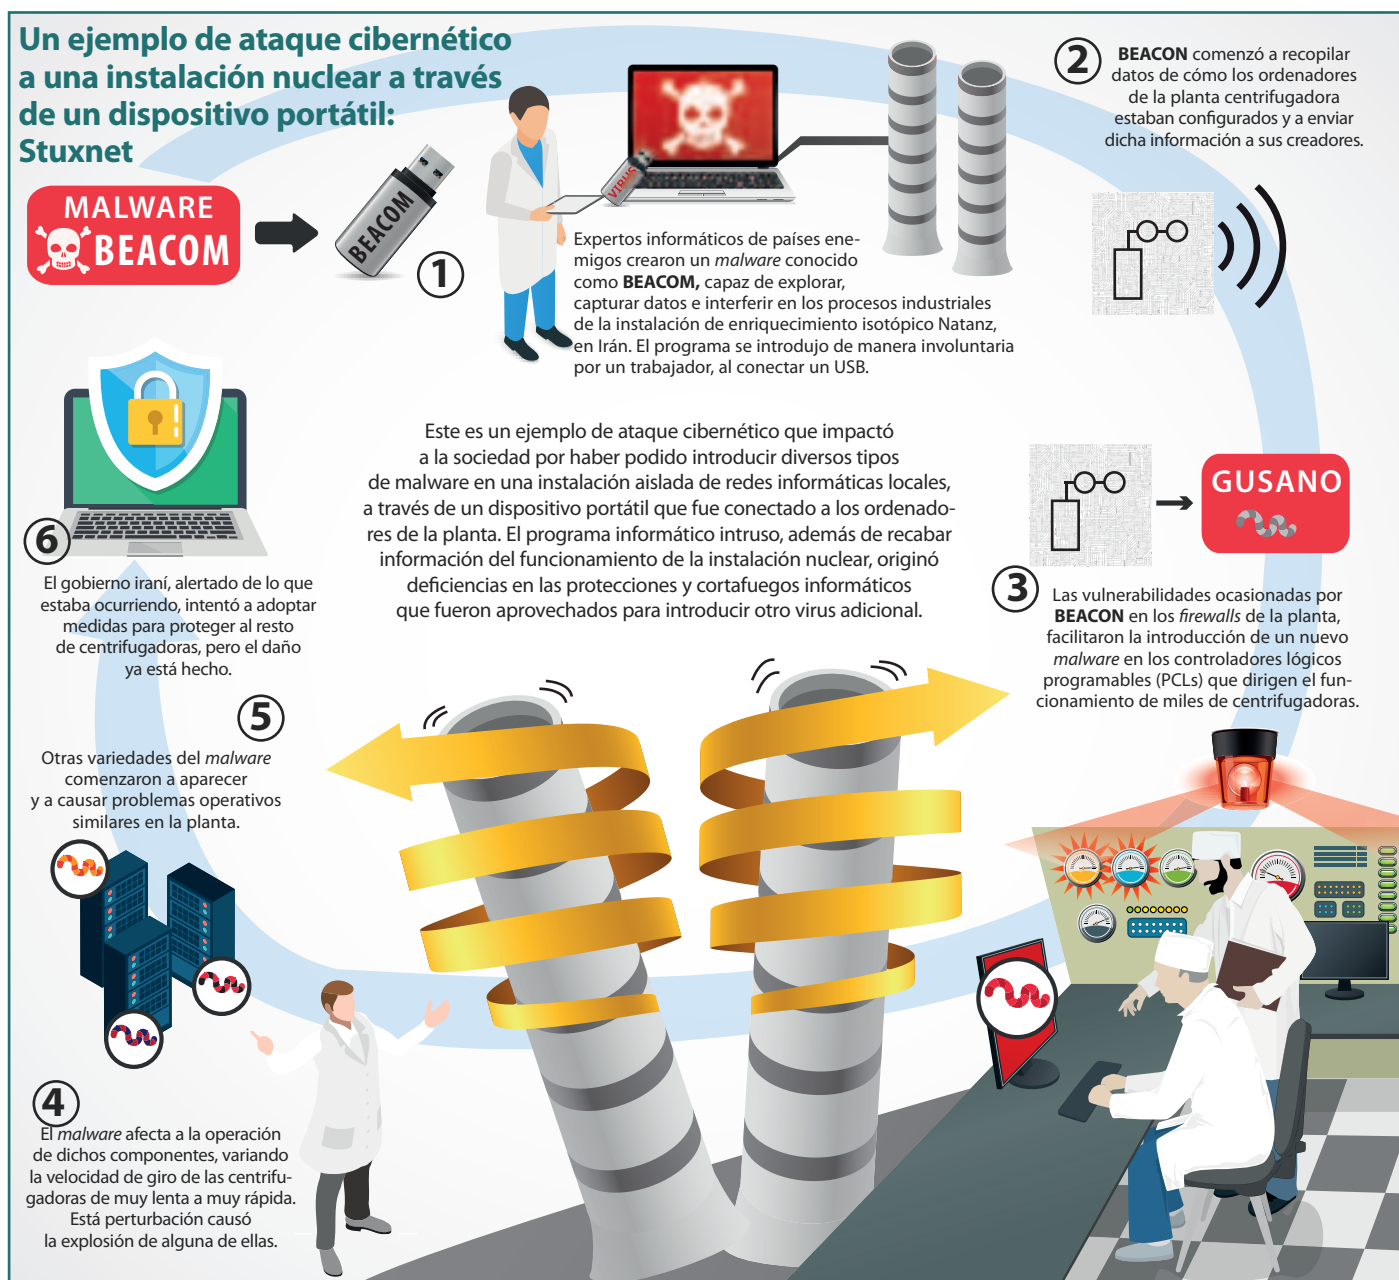 Un ejemplo de ataque cibernético
a una instalación nuclear a través
de un dispositivo portátil:
Stuxnet
MALWARE
BEACOM
BEACOM
VIRUS
1
Expertos informáticos de países ene-
migos crearon un malware conocido
como BEACOM, capaz de explorar,
capturar datos e interferir en los procesos industriales
de la instalación de enriquecimiento isotópico Natanz,
en Irán. El programa se introdujo de manera involuntaria
por un trabajador, al conectar un USB.
2
BEACON comenzó a recopilar
datos de cómo los ordenadores
de la planta centrifugadora
estaban configurados y a enviar
dicha información a sus creadores.
Este es un ejemplo de ataque cibernético que impactó
a la sociedad por haber podido introducir diversos tipos
de malware en una instalación aislada de redes informáticas locales,
a través de un dispositivo portátil que fue conectado a los ordenado-
res de la planta. El programa informático intruso, además de recabar
información del funcionamiento de la instalación nuclear, originó
deficiencias en las protecciones y cortafuegos informáticos
que fueron aprovechados para introducir otro virus adicional.
GUSANO
3
Las vulnerabilidades ocasionadas por
BEACON en los firewalls de la planta,
facilitaron la introducción de un nuevo
malware en los controladores lógicos
programables (PCLs) que dirigen el fun-
cionamiento de miles de centrifugadoras.
4
El malware afecta a la operación
de dichos componentes, variando
la velocidad de giro de las centrifu-
gadoras de muy lenta a muy rápida.
Está perturbación causó
la explosión de alguna de ellas.
5
Otras variedades del malware
comenzaron a aparecer
y a causar problemas operativos
similares en la planta.
6
El gobierno iraní, alertado de lo que
estaba ocurriendo, intentó a adoptar
medidas para proteger al resto
de centrifugadoras, pero el daño
ya está hecho.